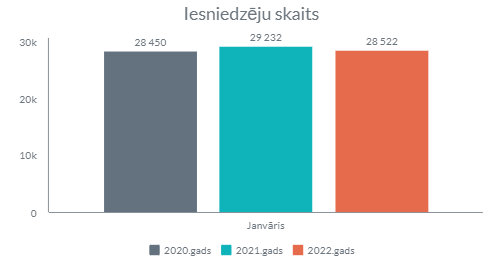 Iesniedzēju skaits
30k
20k
10k
0
28 450
29 232
28 522
Janvāris
2020.gads 2021.gads 2022.gads